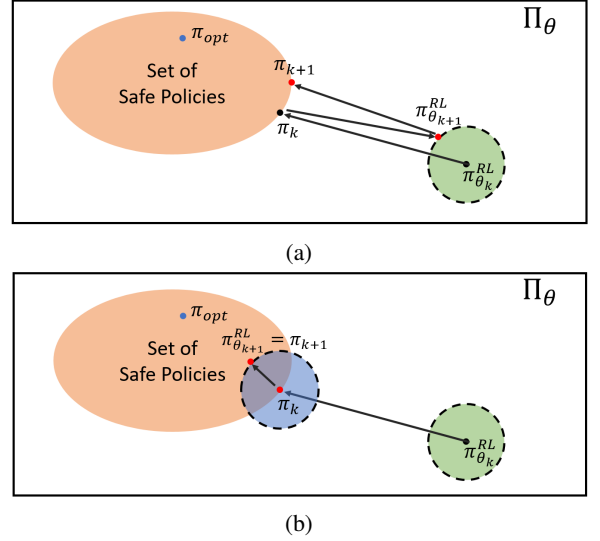 Π_θ
π_opt
Set of
Safe Policies
π_{k+1}
π_k
π^{RL}_{θ_{k+1}}
π^{RL}_{θ_k}
(a)
Π_θ
π_opt
π^{RL}_{θ_{k+1}} = π_{k+1}
Set of
Safe Policies
π_k
π^{RL}_{θ_k}
(b)